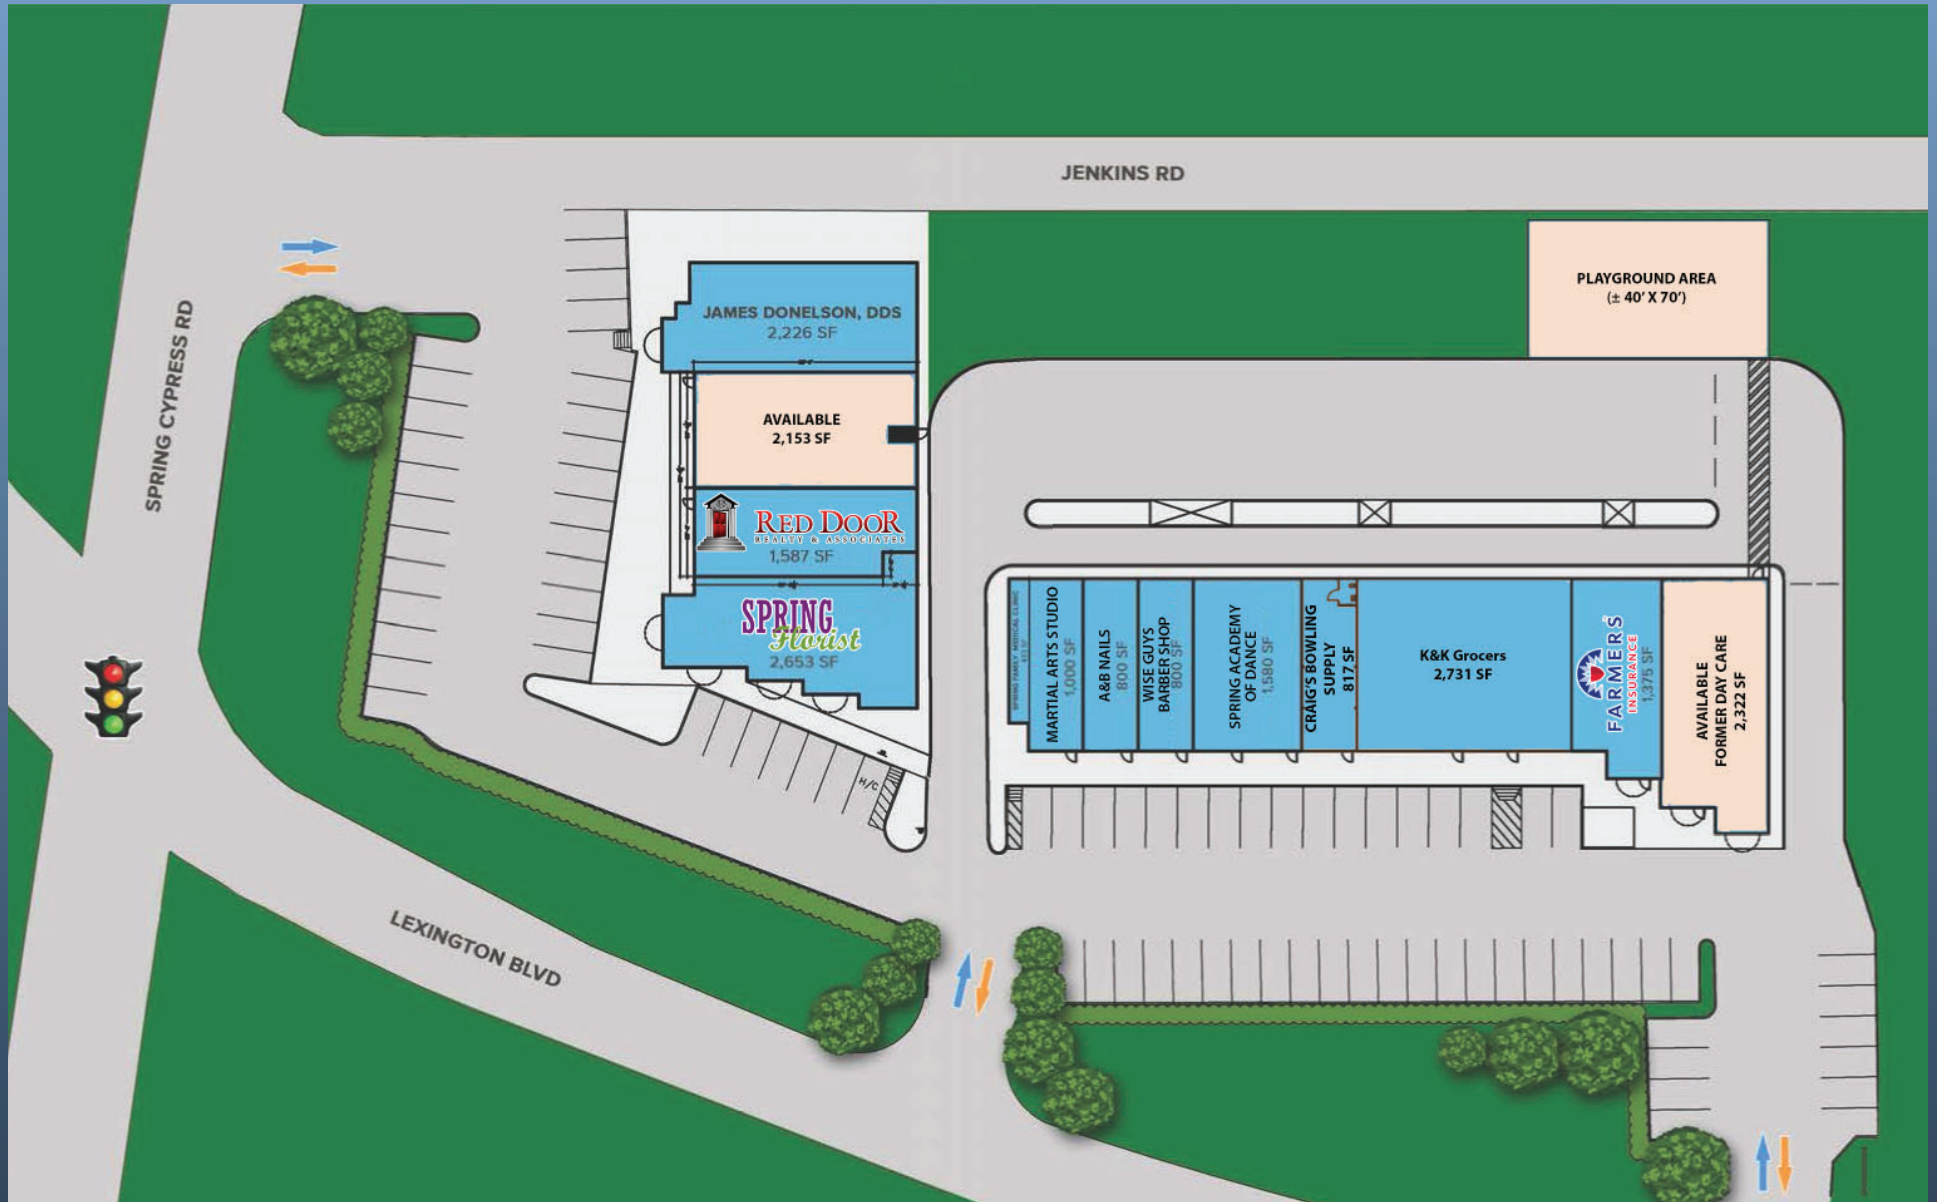 JENKINS RD
SPRING CYPRESS RD
LEXINGTON BLVD
PLAYGROUND AREA
(± 40' X 70')
JAMES DONELSON, DDS
2,226 SF
AVAILABLE
2,153 SF
RED DOOR
REALTY & ASSOCIATES
1,587 SF
SPRING
Florist
2,653 SF
H/C
SPRING FAMILY MEDICAL CLINIC
MARTIAL ARTS STUDIO
1,000 SF
A&B NAILS
800 SF
WISE GUYS
BARBER SHOP
800 SF
SPRING ACADEMY
OF DANCE
1,580 SF
CRAIG'S BOWLING
SUPPLY
817 SF
K&K Grocers
2,731 SF
FARMERS
INSURANCE
1,375 SF
AVAILABLE
FORMER DAY CARE
2,322 SF